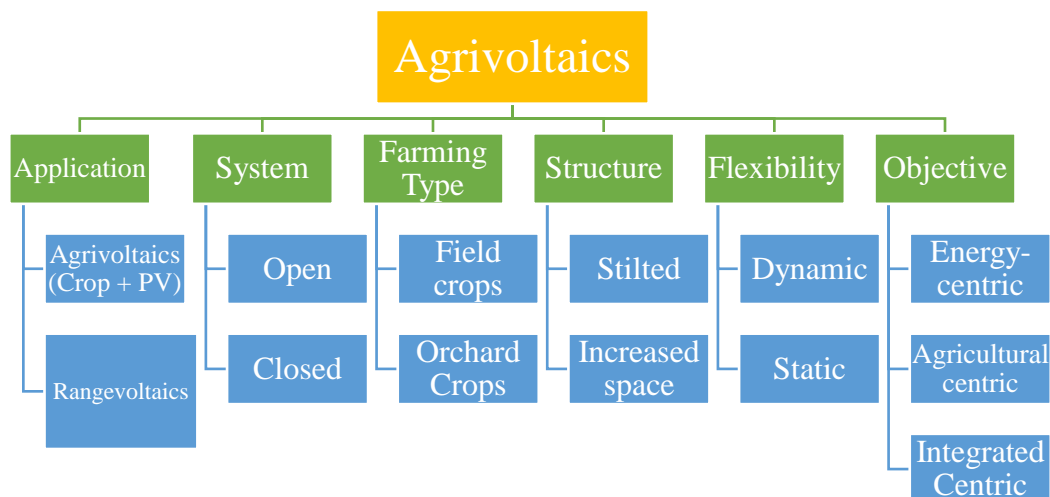 Agrivoltaics
Application
System
Farming
Type
Structure
Flexibility
Objective
Agrivoltaics
(Crop + PV)
Rangevoltaics
Open
Closed
Field
crops
Orchard
Crops
Stilted
Increased
space
Dynamic
Static
Energy-
centric
Agricultural
centric
Integrated
Centric